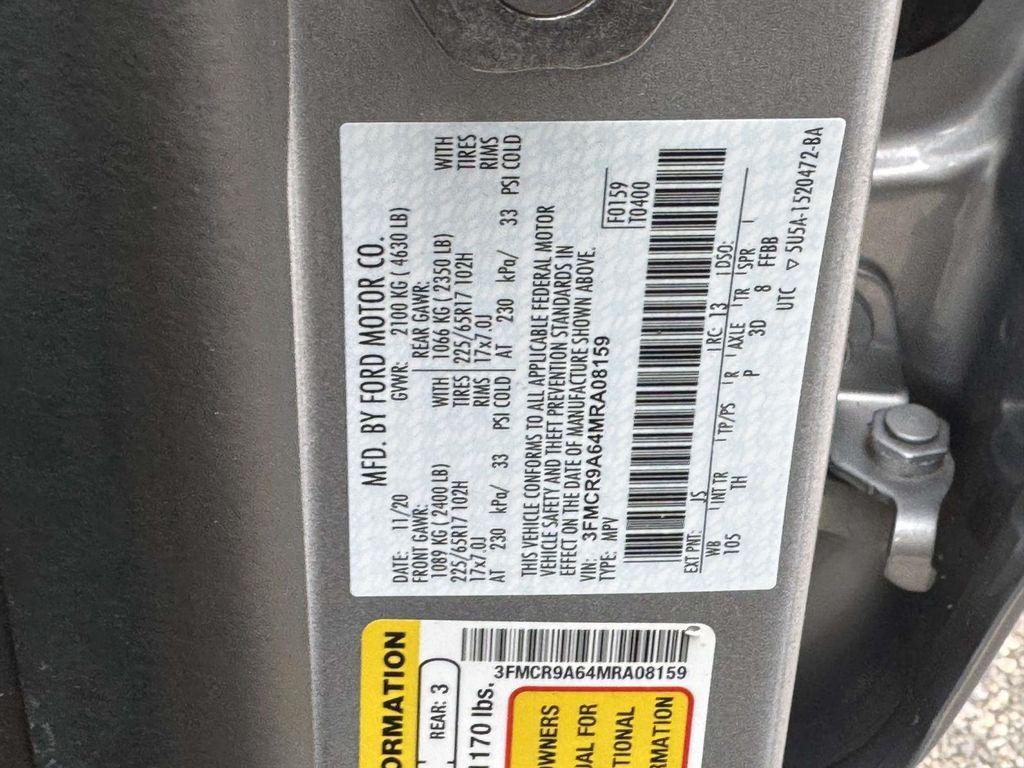 MFD. BY FORD MOTOR CO.
DATE: 11/20 GVWR: 2100 KG ( 4630 LB)
FRONT GAWR: REAR GAWR:
1089 KG (2400 LB) WITH 1066 KG ( 2350 LB) WITH
225/65R17 102H TIRES 225/65R17 102H TIRES
17x7.0J RIMS 17x7.0J RIMS
AT 230 kPa/ 33 PSI COLD AT 230 kPa/ 33 PSI COLD
THIS VEHICLE CONFORMS TO ALL APPLICABLE FEDERAL MOTOR
VEHICLE SAFETY AND THEFT PREVENTION STANDARDS IN
EFFECT ON THE DATE OF MANUFACTURE SHOWN ABOVE.
VIN: 3FMCR9A64MRA08159 F0159
TYPE: MPV T0400
EXT PNT: JS RC: 13 DSO:
WB INT TR TP/PS R AXLE TR SPR
105 TH P 3D 8 FFBB
UTC ▽ 5U5A-1520472-BA
ORMATION
REAR: 3
1170 lbs.
3FMCR9A64MRA08159
OWNERS
UAL FOR
TIONAL
RMATION